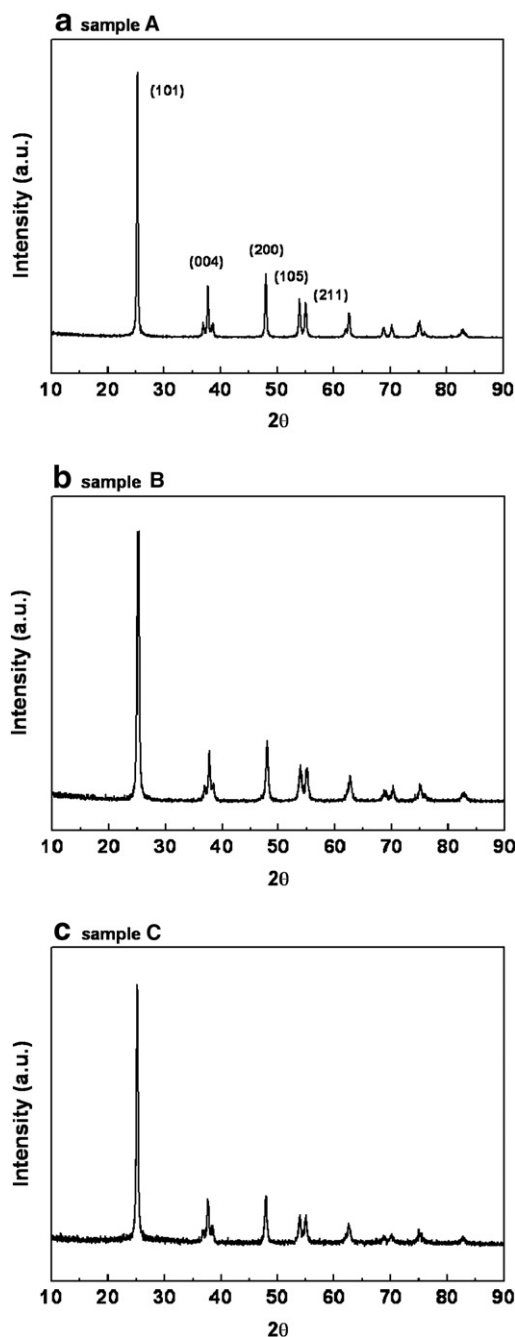 a sample A
(101)
(004)
(200)
(105)
(211)
Intensity (a.u.)
10 20 30 40 50 60 70 80 90
2θ
b sample B
Intensity (a.u.)
10 20 30 40 50 60 70 80 90
2θ
c sample C
Intensity (a.u.)
10 20 30 40 50 60 70 80 90
2θ